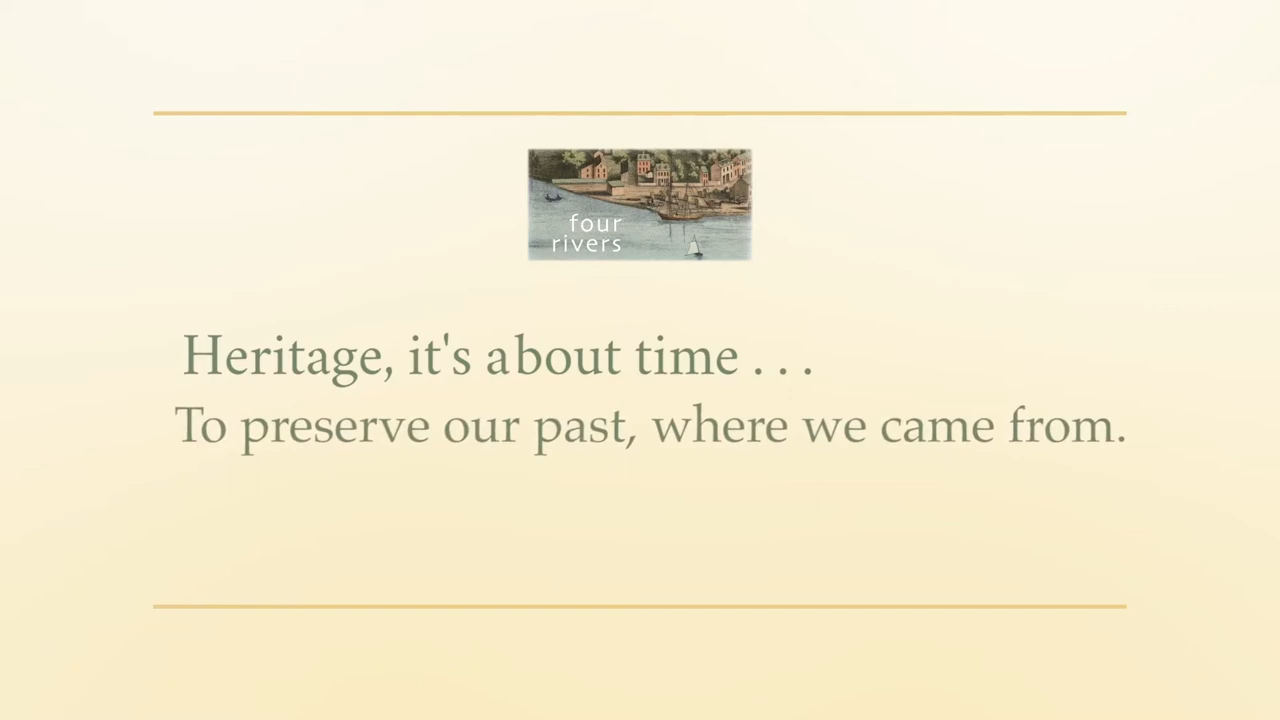 four
rivers
Heritage, it's about time . . .
To preserve our past, where we came from.